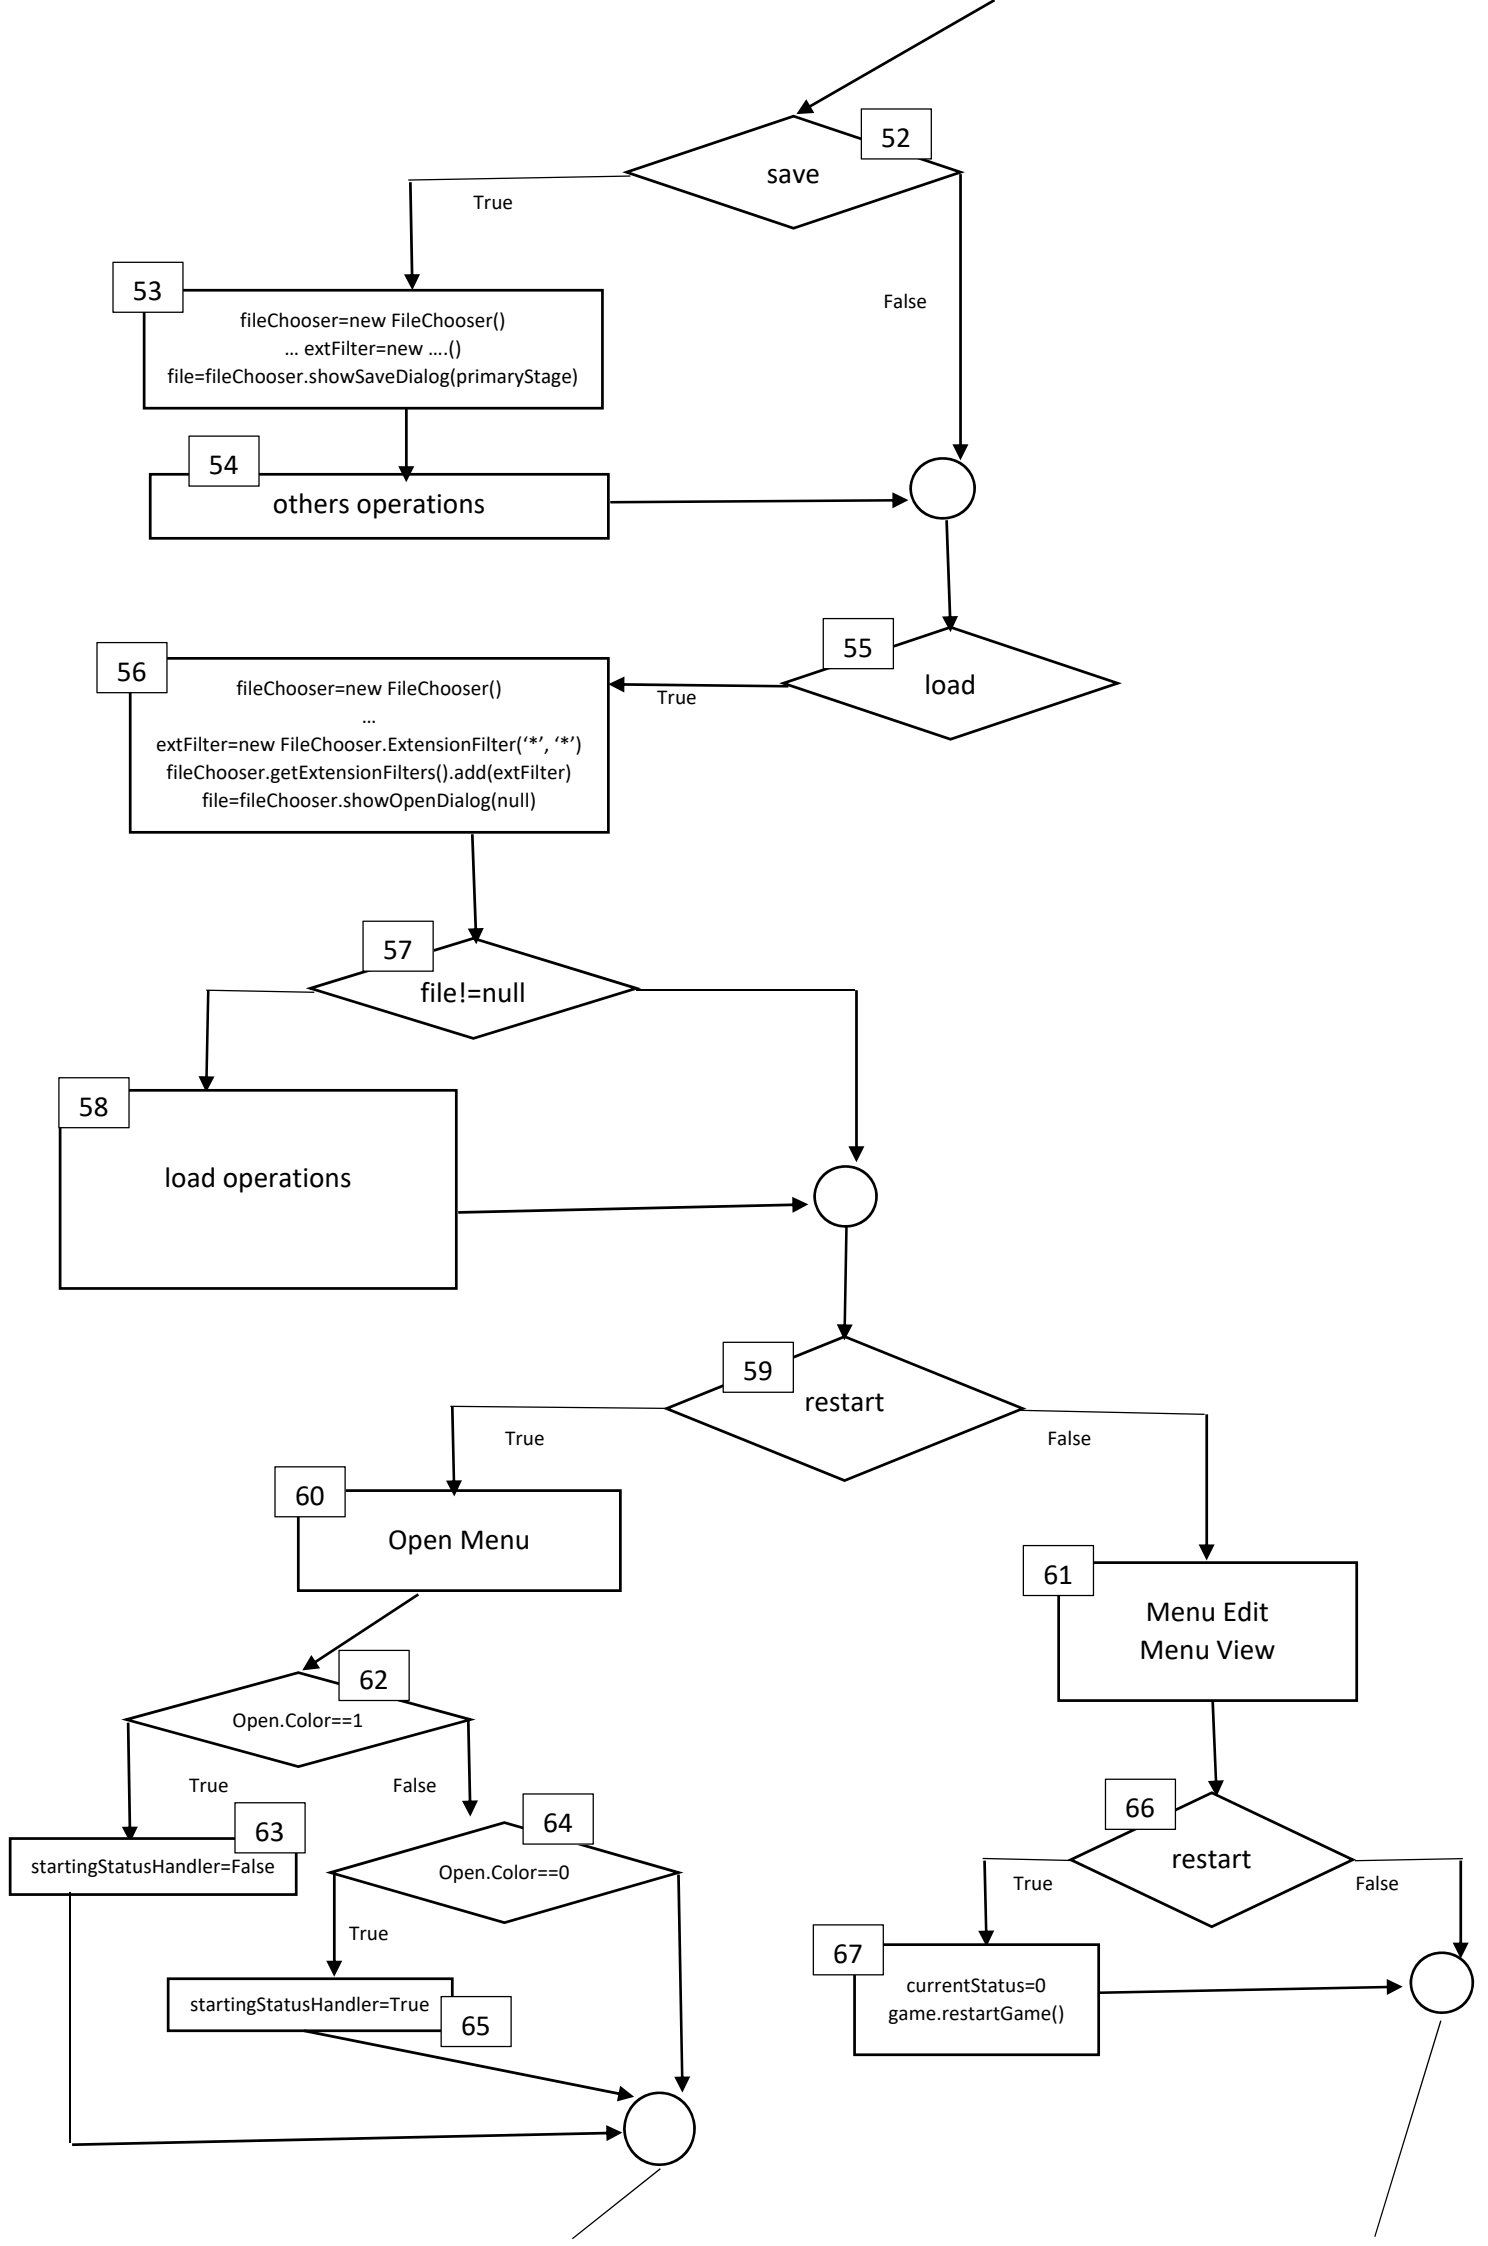 52
save
True
53
False
fileChooser=new FileChooser()
… extFilter=new ….()
file=fileChooser.showSaveDialog(primaryStage)
54
others operations
55
load
56
True
fileChooser=new FileChooser()
…
extFilter=new FileChooser.ExtensionFilter(‘*’, ‘*’)
fileChooser.getExtensionFilters().add(extFilter)
file=fileChooser.showOpenDialog(null)
57
file!=null
58
load operations
59
restart
True
False
60
Open Menu
61
Menu Edit
Menu View
62
Open.Color==1
True
False
63
startingStatusHandler=False
64
Open.Color==0
True
startingStatusHandler=True
65
66
restart
True
False
67
currentStatus=0
game.restartGame()